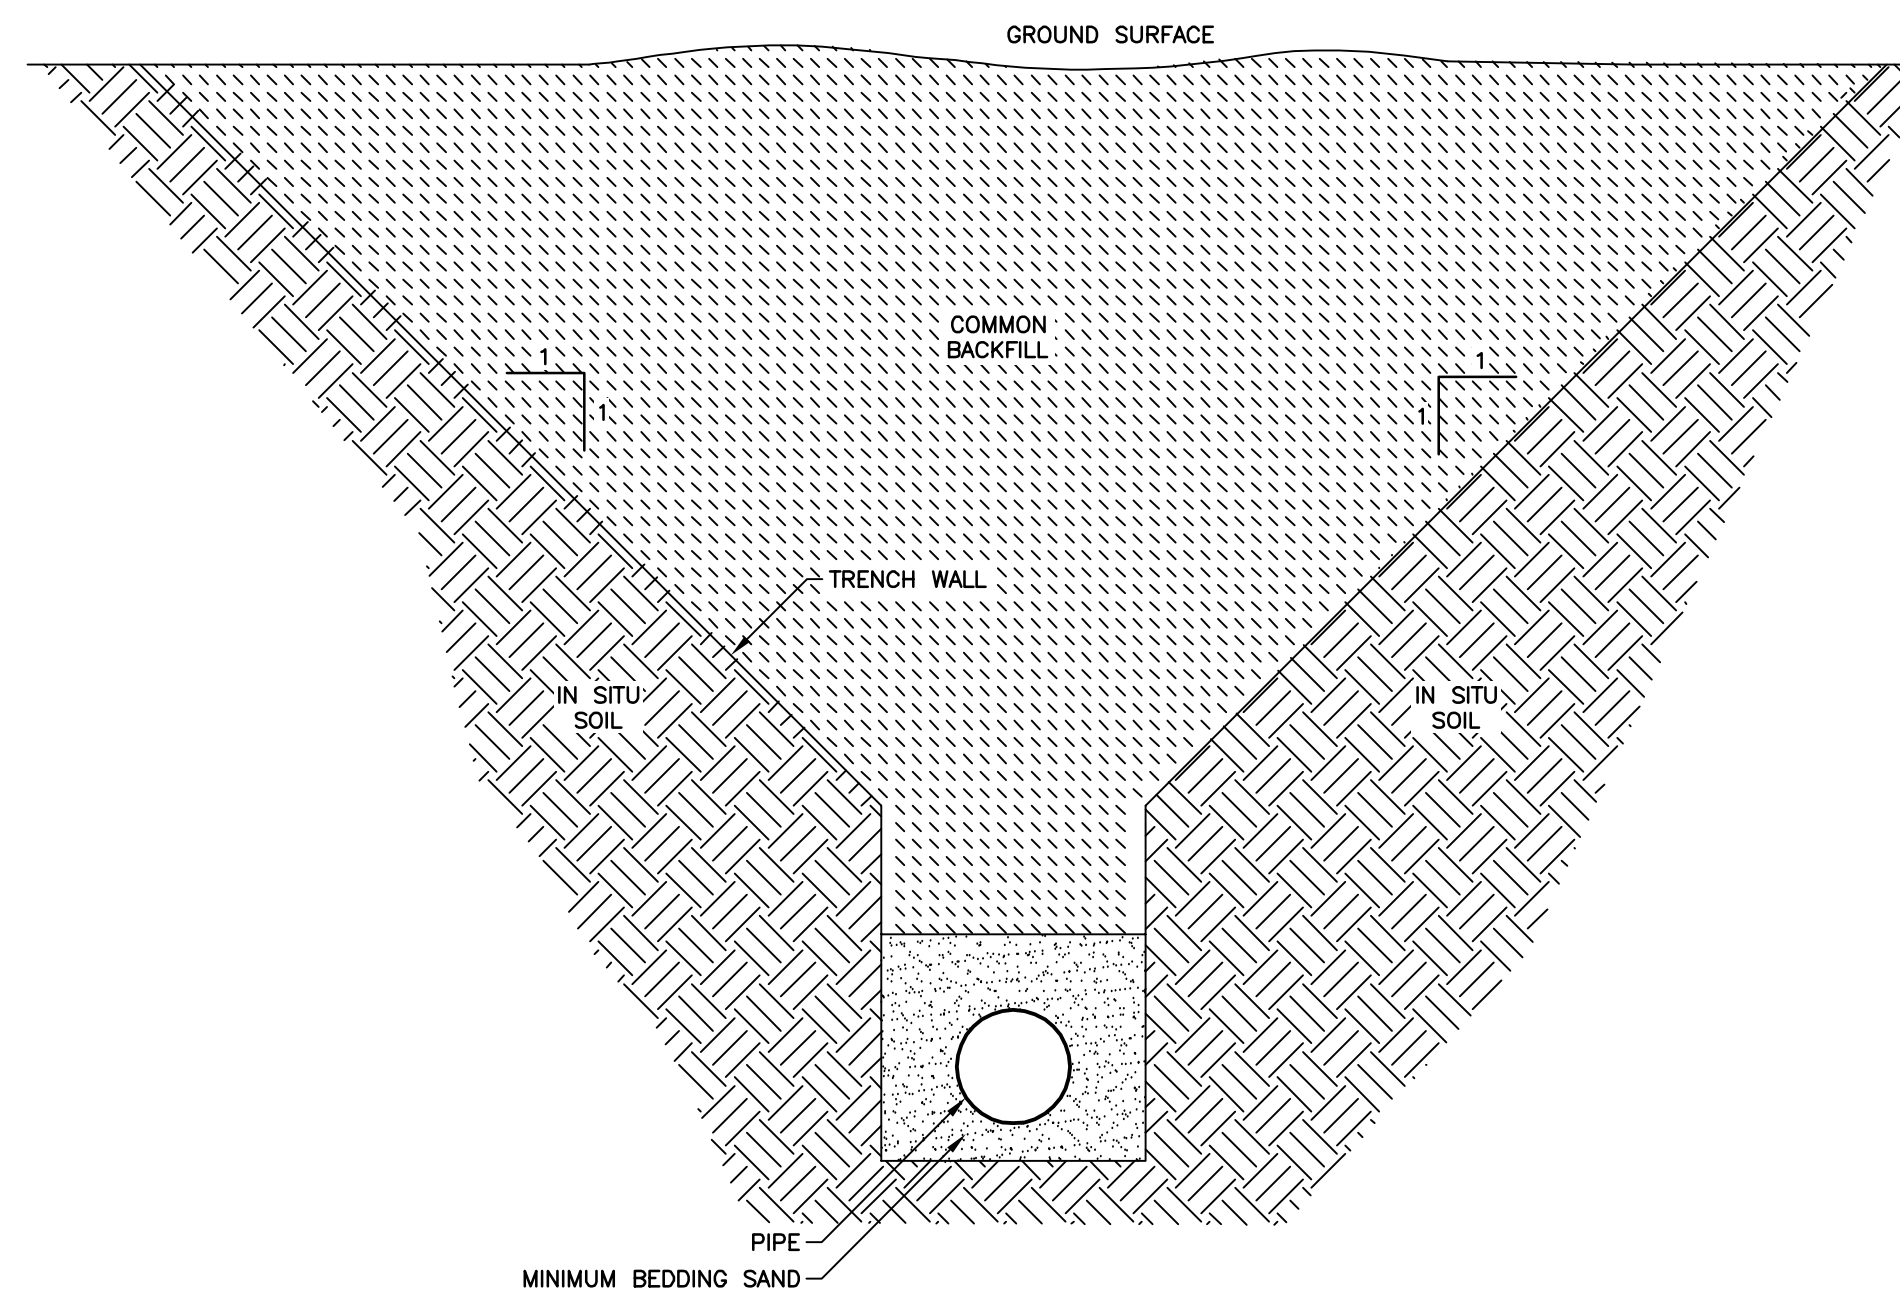 GROUND SURFACE
COMMON
BACKFILL
1
1
1
1
TRENCH WALL
IN SITU
SOIL
IN SITU
SOIL
PIPE
MINIMUM BEDDING SAND